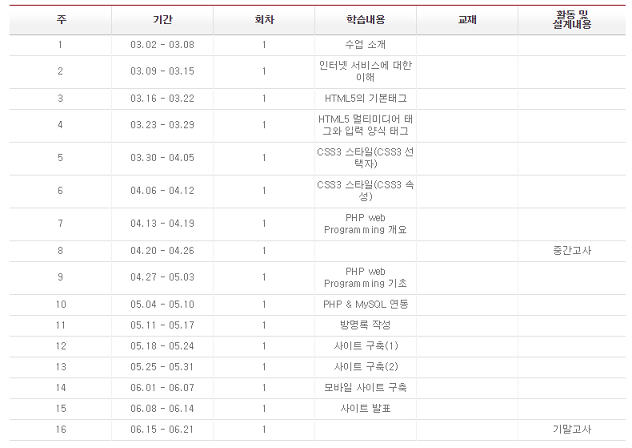 주 기간 회차 학습내용 교재 활동 및
설계내용
1 03.02 - 03.08 1 수업 소개
2 03.09 - 03.15 1 인터넷 서비스에 대한
이해
3 03.16 - 03.22 1 HTML5의 기본태그
4 03.23 - 03.29 1 HTML5 멀티미디어 태
그와 입력 양식 태그
5 03.30 - 04.05 1 CSS3 스타일(CSS3 선
택자)
6 04.06 - 04.12 1 CSS3 스타일(CSS3 속
성)
7 04.13 - 04.19 1 PHP web
Programming 개요
8 04.20 - 04.26 1 중간고사
9 04.27 - 05.03 1 PHP web
Programming 기초
10 05.04 - 05.10 1 PHP & MySQL 연동
11 05.11 - 05.17 1 방명록 작성
12 05.18 - 05.24 1 사이트 구축(1)
13 05.25 - 05.31 1 사이트 구축(2)
14 06.01 - 06.07 1 모바일 사이트 구축
15 06.08 - 06.14 1 사이트 발표
16 06.15 - 06.21 1 기말고사